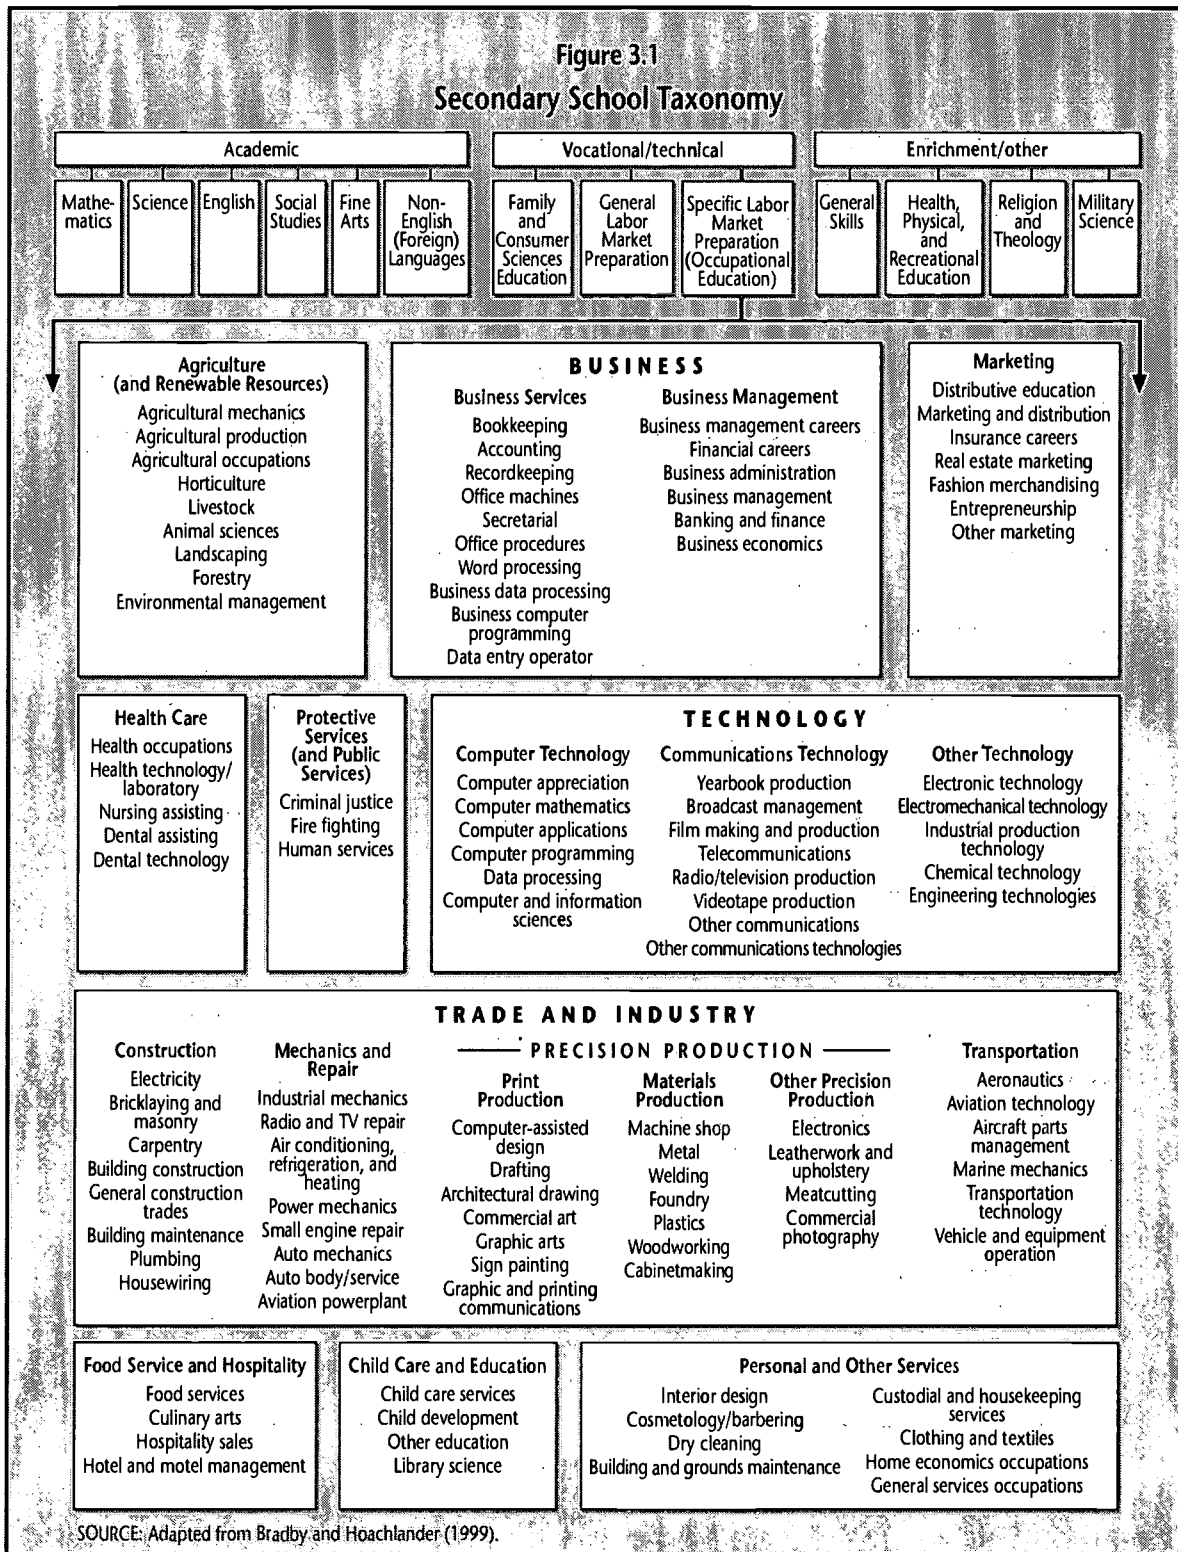 Figure 3.1
Secondary School Taxonomy
Academic
Mathe-
matics
Science
English
Social
Studies
Fine
Arts
Non-
English
(Foreign)
Languages
Vocational/technical
Family
and
Consumer
Sciences
Education
General
Labor
Market
Preparation
Specific Labor
Market
Preparation
(Occupational
Education)
Enrichment/other
General
Skills
Health,
Physical,
and
Recreational
Education
Religion
and
Theology
Military
Science
Agriculture
(and Renewable Resources)
Agricultural mechanics
Agricultural production
Agricultural occupations
Horticulture
Livestock
Animal sciences
Landscaping
Forestry
Environmental management
BUSINESS
Business Services
Bookkeeping
Accounting
Recordkeeping
Office machines
Secretarial
Office procedures
Word processing
Business data processing
Business computer
programming
Data entry operator
Business Management
Business management careers
Financial careers
Business administration
Business management
Banking and finance
Business economics
Marketing
Distributive education
Marketing and distribution
Insurance careers
Real estate marketing
Fashion merchandising
Entrepreneurship
Other marketing
Health Care
Health occupations
Health technology/
laboratory
Nursing assisting
Dental assisting
Dental technology
Protective
Services
(and Public
Services)
Criminal justice
Fire fighting
Human services
TECHNOLOGY
Computer Technology
Computer appreciation
Computer mathematics
Computer applications
Computer programming
Data processing
Computer and information
sciences
Communications Technology
Yearbook production
Broadcast management
Film making and production
Telecommunications
Radio/television production
Videotape production
Other communications
Other communications technologies
Other Technology
Electronic technology
Electromechanical technology
Industrial production
technology
Chemical technology
Engineering technologies
TRADE AND INDUSTRY
Construction
Electricity
Bricklaying and
masonry
Carpentry
Building construction
General construction
trades
Building maintenance
Plumbing
Housewiring
Mechanics and
Repair
Industrial mechanics
Radio and TV repair
Air conditioning,
refrigeration, and
heating
Power mechanics
Small engine repair
Auto mechanics
Auto body/service
Aviation powerplant
PRECISION PRODUCTION
Print
Production
Computer-assisted
design
Drafting
Architectural drawing
Commercial art
Graphic arts
Sign painting
Graphic and printing
communications
Materials
Production
Machine shop
Metal
Welding
Foundry
Plastics
Woodworking
Cabinetmaking
Other Precision
Production
Electronics
Leatherwork and
upholstery
Meatcutting
Commercial
photography
Transportation
Aeronautics
Aviation technology
Aircraft parts
management
Marine mechanics
Transportation
technology
Vehicle and equipment
operation
Food Service and Hospitality
Food services
Culinary arts
Hospitality sales
Hotel and motel management
Child Care and Education
Child care services
Child development
Other education
Library science
Personal and Other Services
Interior design
Cosmetology/barbering
Dry cleaning
Building and grounds maintenance
Custodial and housekeeping
services
Clothing and textiles
Home economics occupations
General services occupations
SOURCE: Adapted from Bradby and Hoachlander (1999).